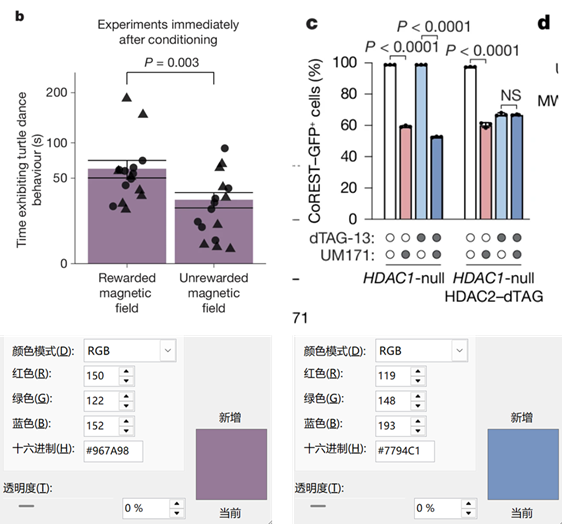 b
Experiments immediately
after conditioning
P = 0.003
200
100
50
0
Time exhibiting turtle dance
behaviour (s)
Rewarded
magnetic
field
Unrewarded
magnetic
field
c
d
P < 0.0001
P < 0.0001
P < 0.0001
NS
MW
100
80
60
40
20
0
CoREST–GFP+ cells (%)
dTAG-13:
UM171:
HDAC1-null
HDAC1-null
HDAC2–dTAG
71
颜色模式(D): RGB
红色(R): 150
绿色(G): 122
蓝色(B): 152
十六进制(H): #967A98
透明度(T):
0 %
新增
当前
颜色模式(D): RGB
红色(R): 119
绿色(G): 148
蓝色(B): 193
十六进制(H): #7794C1
透明度(T):
0 %
新增
当前